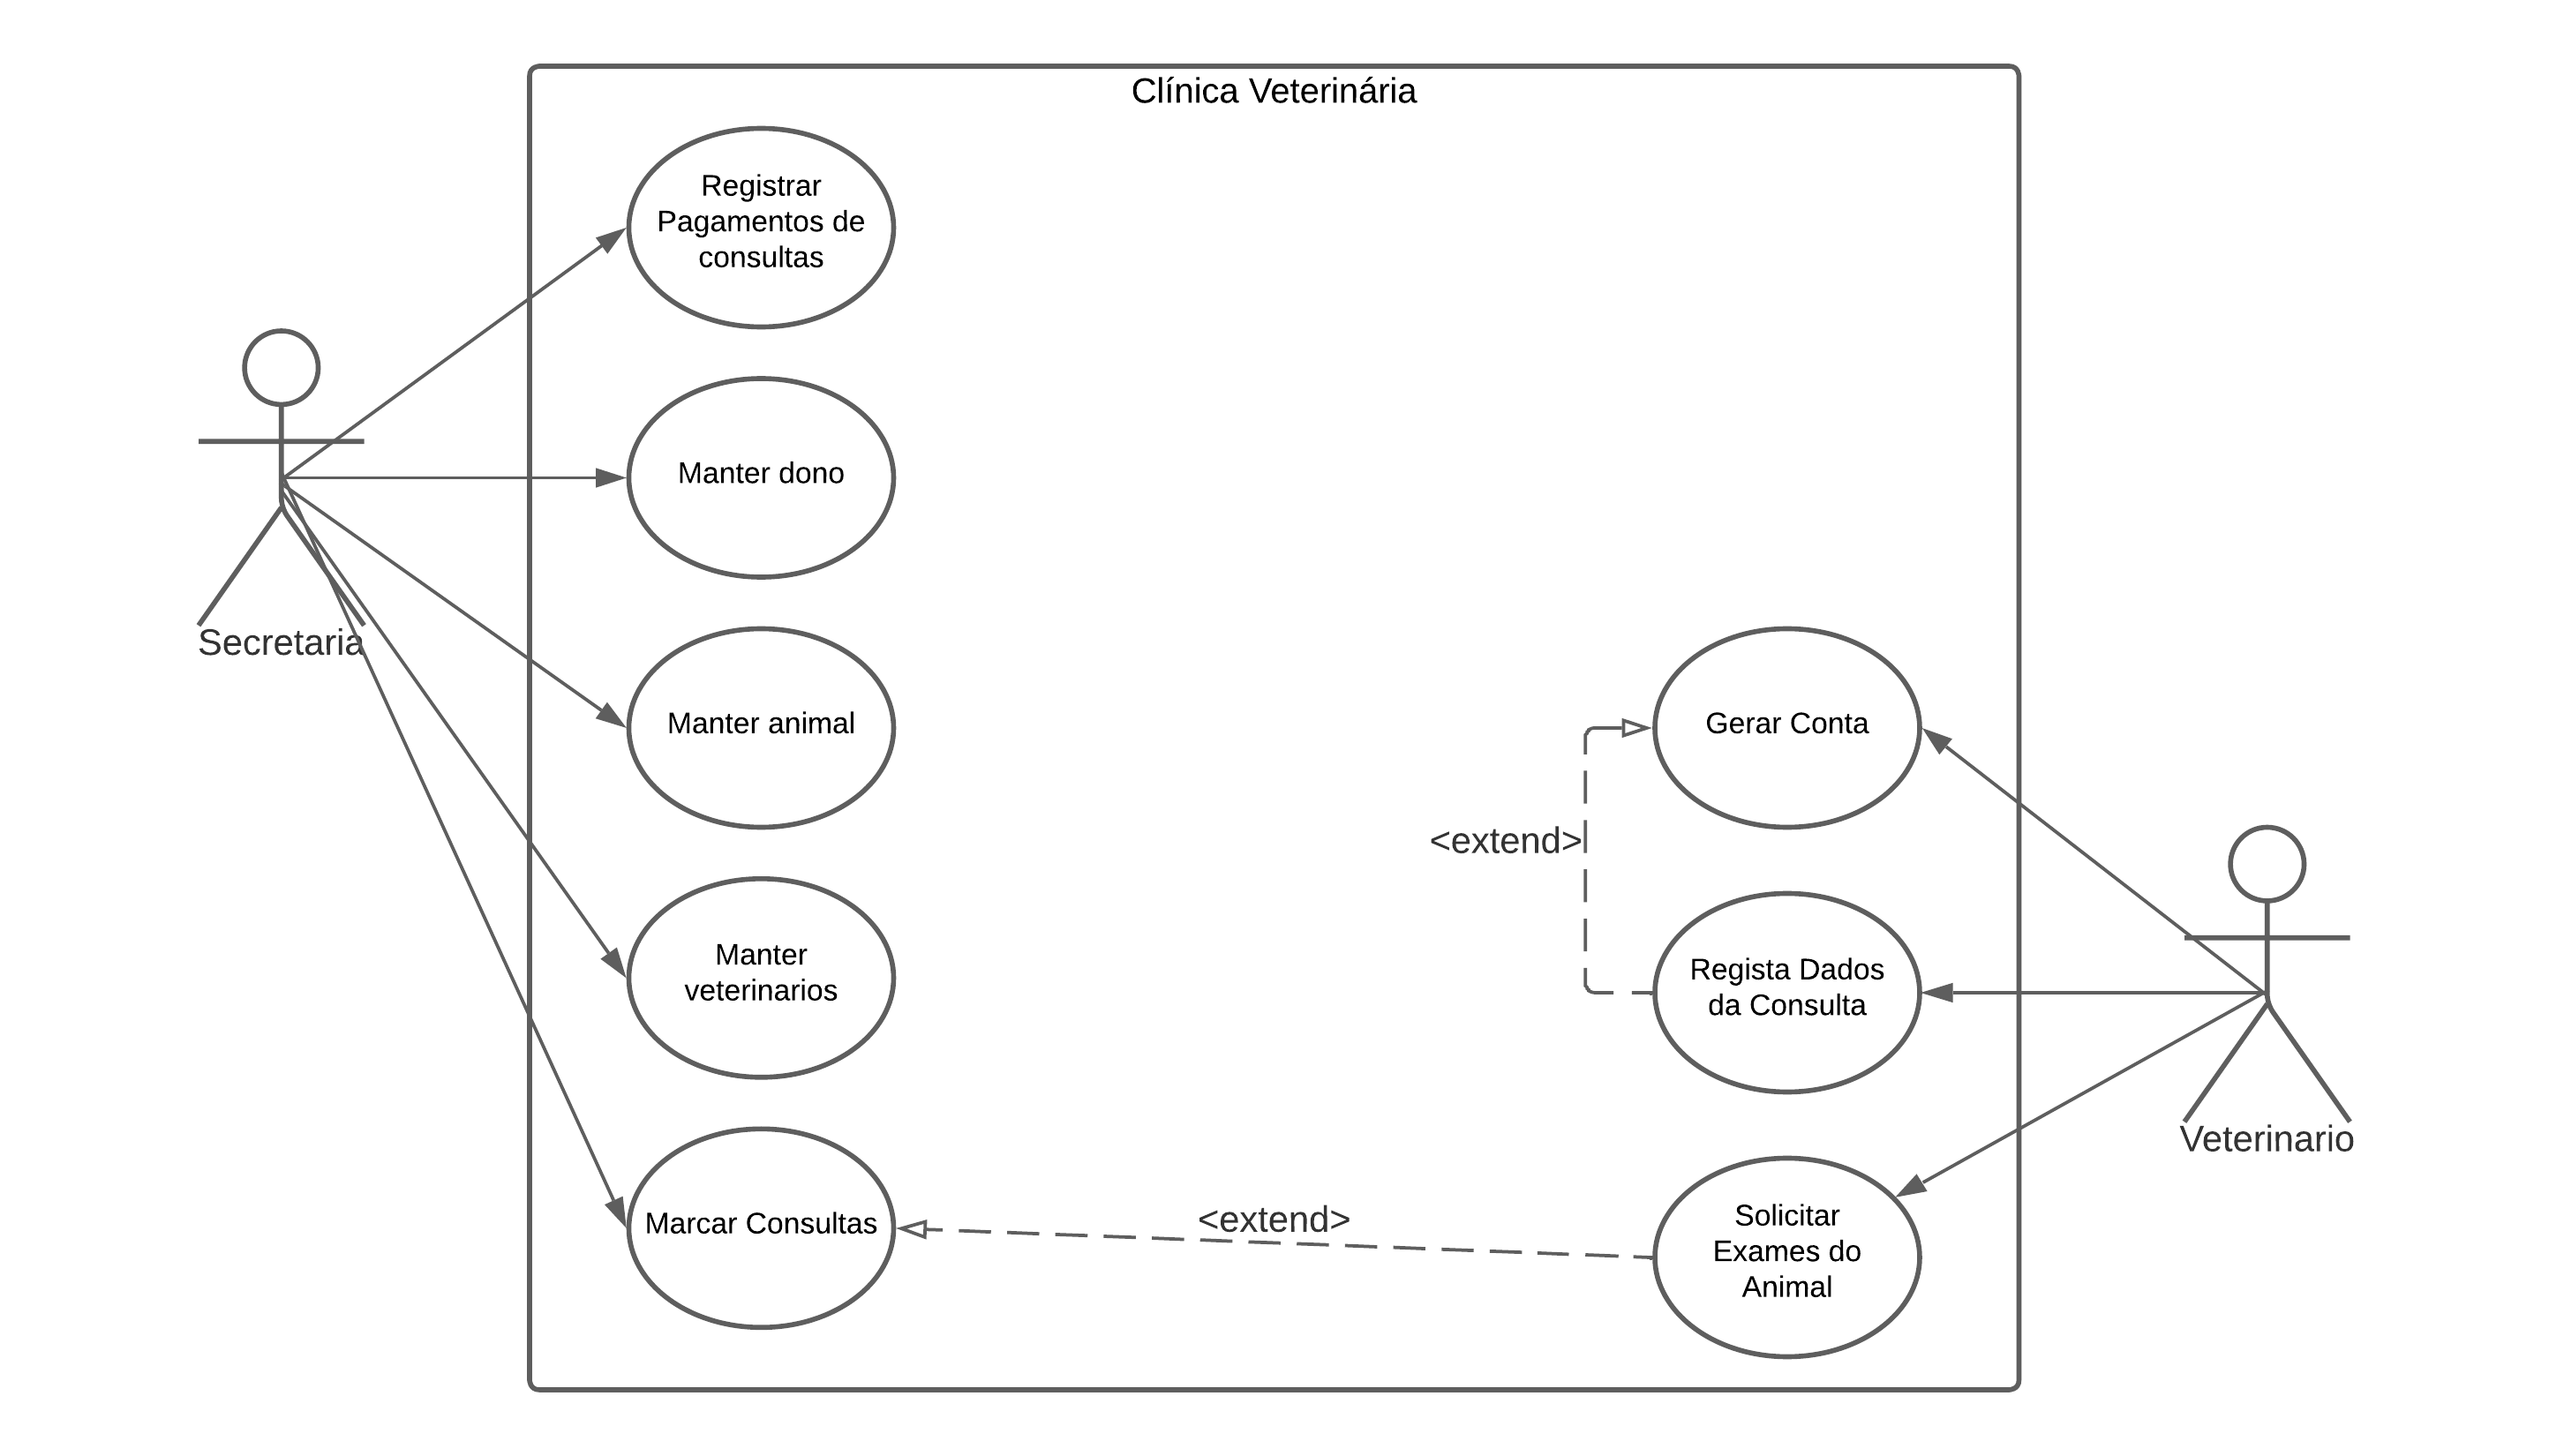 Clínica Veterinária
Registrar
Pagamentos de
consultas
Manter dono
Secretaria
Manter animal
Manter
veterinarios
Marcar Consultas
<extend>
Gerar Conta
<extend>
Regista Dados
da Consulta
Solicitar
Exames do
Animal
Veterinario